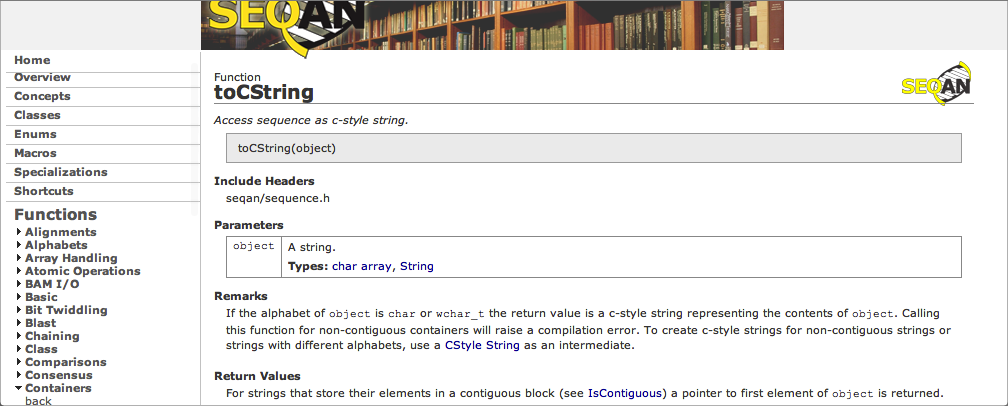 SEQAN
Home
Overview
Concepts
Classes
Enums
Macros
Specializations
Shortcuts
Functions
Alignments
Alphabets
Array Handling
Atomic Operations
BAM I/O
Basic
Bit Twiddling
Blast
Chaining
Class
Comparisons
Consensus
Containers
back
Function
toCString
SEQAN
Access sequence as c-style string.
toCString(object)
Include Headers
seqan/sequence.h
Parameters
object A string.
Types: char array, String
Remarks
If the alphabet of object is char or wchar_t the return value is a c-style string representing the contents of object. Calling
this function for non-contiguous containers will raise a compilation error. To create c-style strings for non-contiguous strings or
strings with different alphabets, use a CStyle String as an intermediate.
Return Values
For strings that store their elements in a contiguous block (see IsContiguous) a pointer to first element of object is returned.